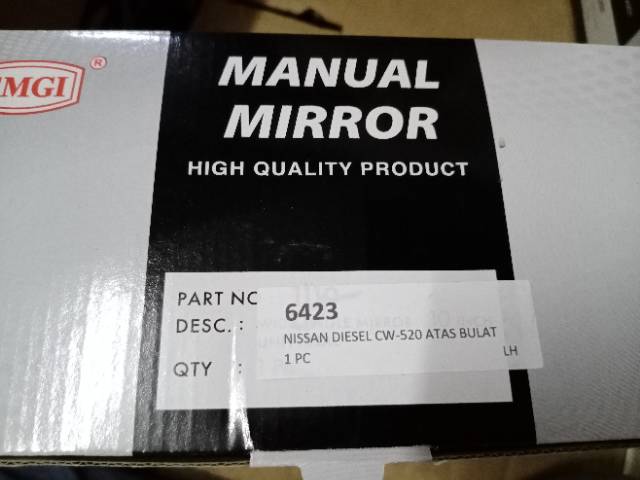 MGI ®
MANUAL
MIRROR
HIGH QUALITY PRODUCT
PART NO
6423
DESC. :
NISSAN DIESEL CW-520 ATAS BULAT
QTY :
1 PC
LH